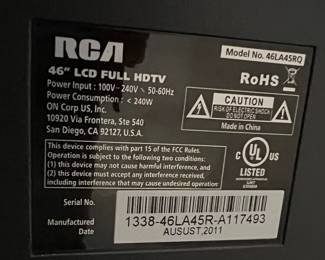 RCA
Model No. 46LA45RQ
46" LCD FULL HDTV
Power Input: 100V~240V ∿ 50-60Hz
Power Consumption : < 240W
ON Corp US, Inc.
10920 Via Frontera, Ste 540
San Diego, CA 92127, U.S.A.
RoHS
CAUTION
RISK OF ELECTRIC SHOCK
DO NOT OPEN
This device complies with part 15 of the FCC Rules.
Operation is subject to the following two conditions:
(1) this device may not cause harmful interference, and
(2) this device must accept any interference received,
including interference that may cause undesired operation.
C UL US
LISTED
Serial No.
1338-46LA45R-A117493
Manufactured
Date
AUGUST,2011